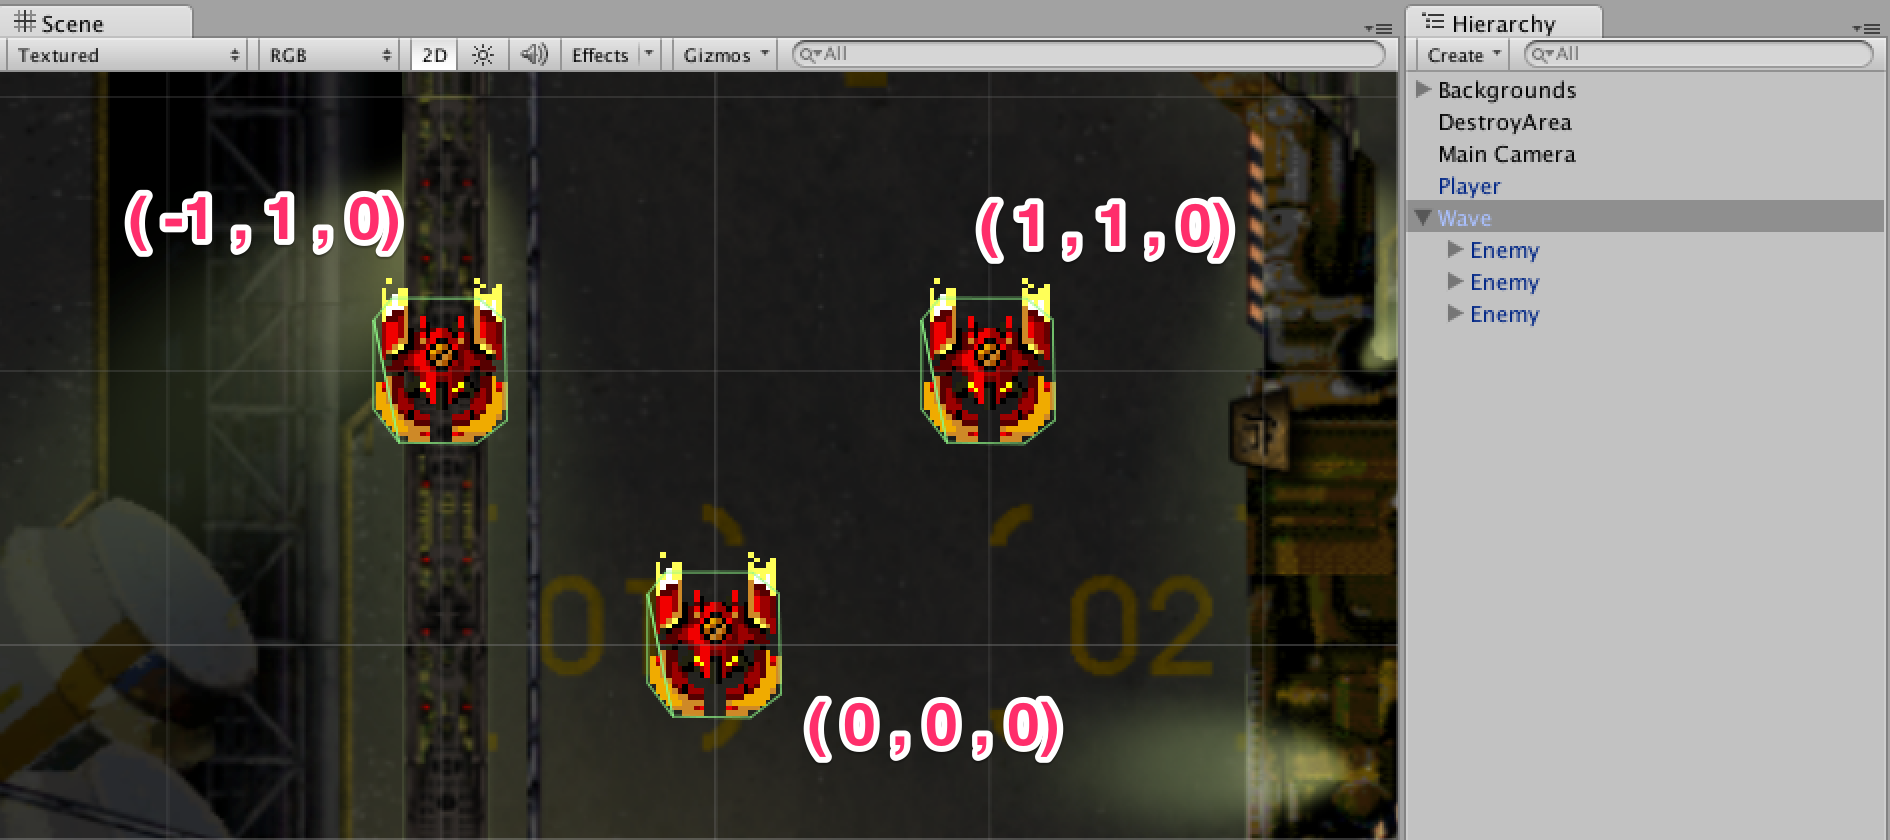 Scene
Textured RGB 2D Effects Gizmos All
(-1,1,0)
(1,1,0)
01
02
(0,0,0)
Hierarchy
Create All
Backgrounds
DestroyArea
Main Camera
Player
Wave
Enemy
Enemy
Enemy